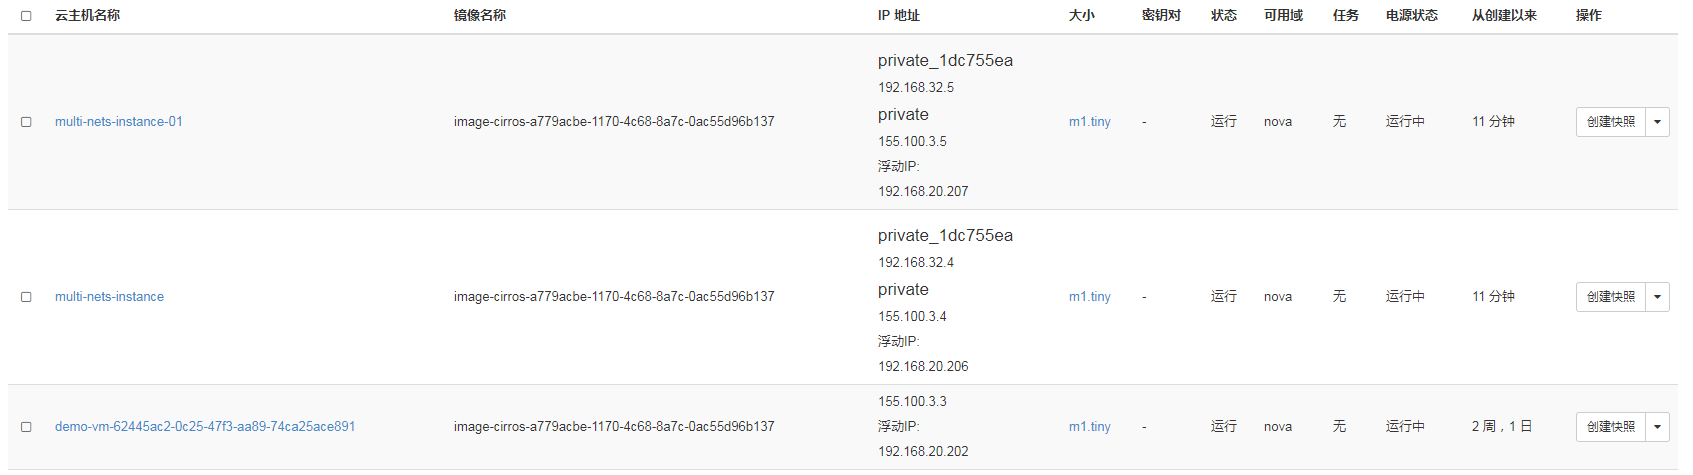 云主机名称 镜像名称 IP 地址 大小 密钥对 状态 可用域 任务 电源状态 从创建以来 操作
private_1dc755ea
192.168.32.5
private
multi-nets-instance-01 image-cirros-a779acbe-1170-4c68-8a7c-0ac55d96b137 m1.tiny - 运行 nova 无 运行中 11 分钟 创建快照
155.100.3.5
浮动IP:
192.168.20.207
private_1dc755ea
192.168.32.4
private
multi-nets-instance image-cirros-a779acbe-1170-4c68-8a7c-0ac55d96b137 m1.tiny - 运行 nova 无 运行中 11 分钟 创建快照
155.100.3.4
浮动IP:
192.168.20.206
155.100.3.3
demo-vm-62445ac2-0c25-47f3-aa89-74ca25ace891 image-cirros-a779acbe-1170-4c68-8a7c-0ac55d96b137 浮动IP: m1.tiny - 运行 nova 无 运行中 2 周，1 日 创建快照
192.168.20.202